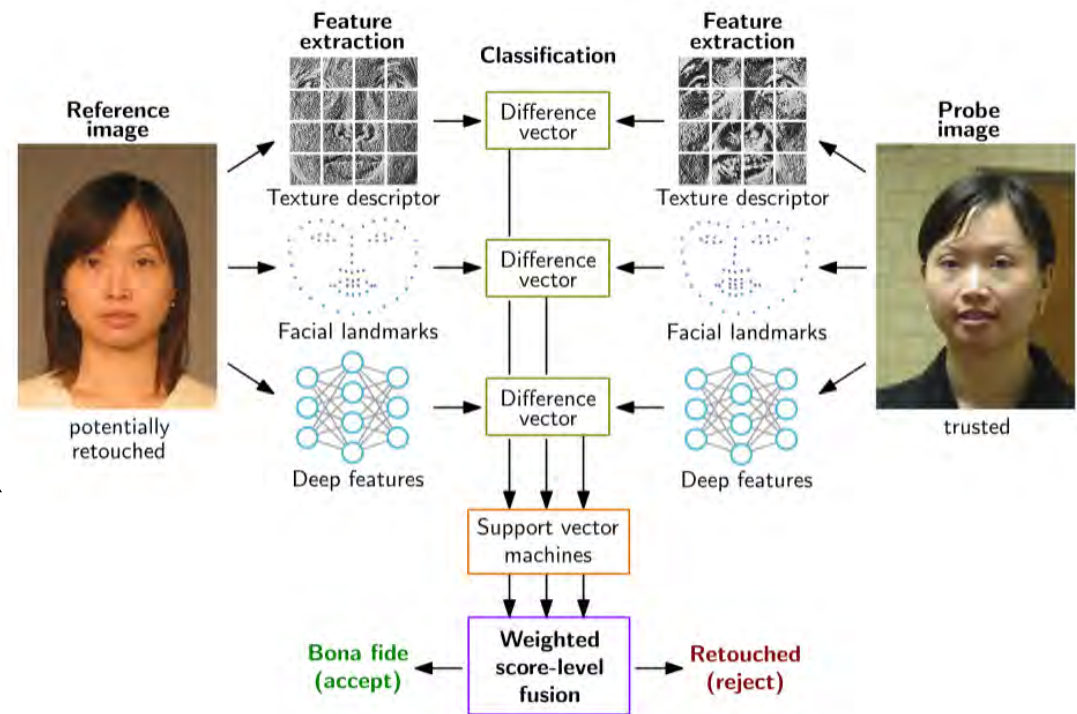 Feature
extraction
Classification
Feature
extraction
Reference
image
Difference
vector
Probe
image
Texture descriptor
Texture descriptor
Difference
vector
Facial landmarks
Facial landmarks
Difference
vector
potentially
retouched
trusted
Deep features
Deep features
Support vector
machines
Bona fide
(accept)
Weighted
score-level
fusion
Retouched
(reject)